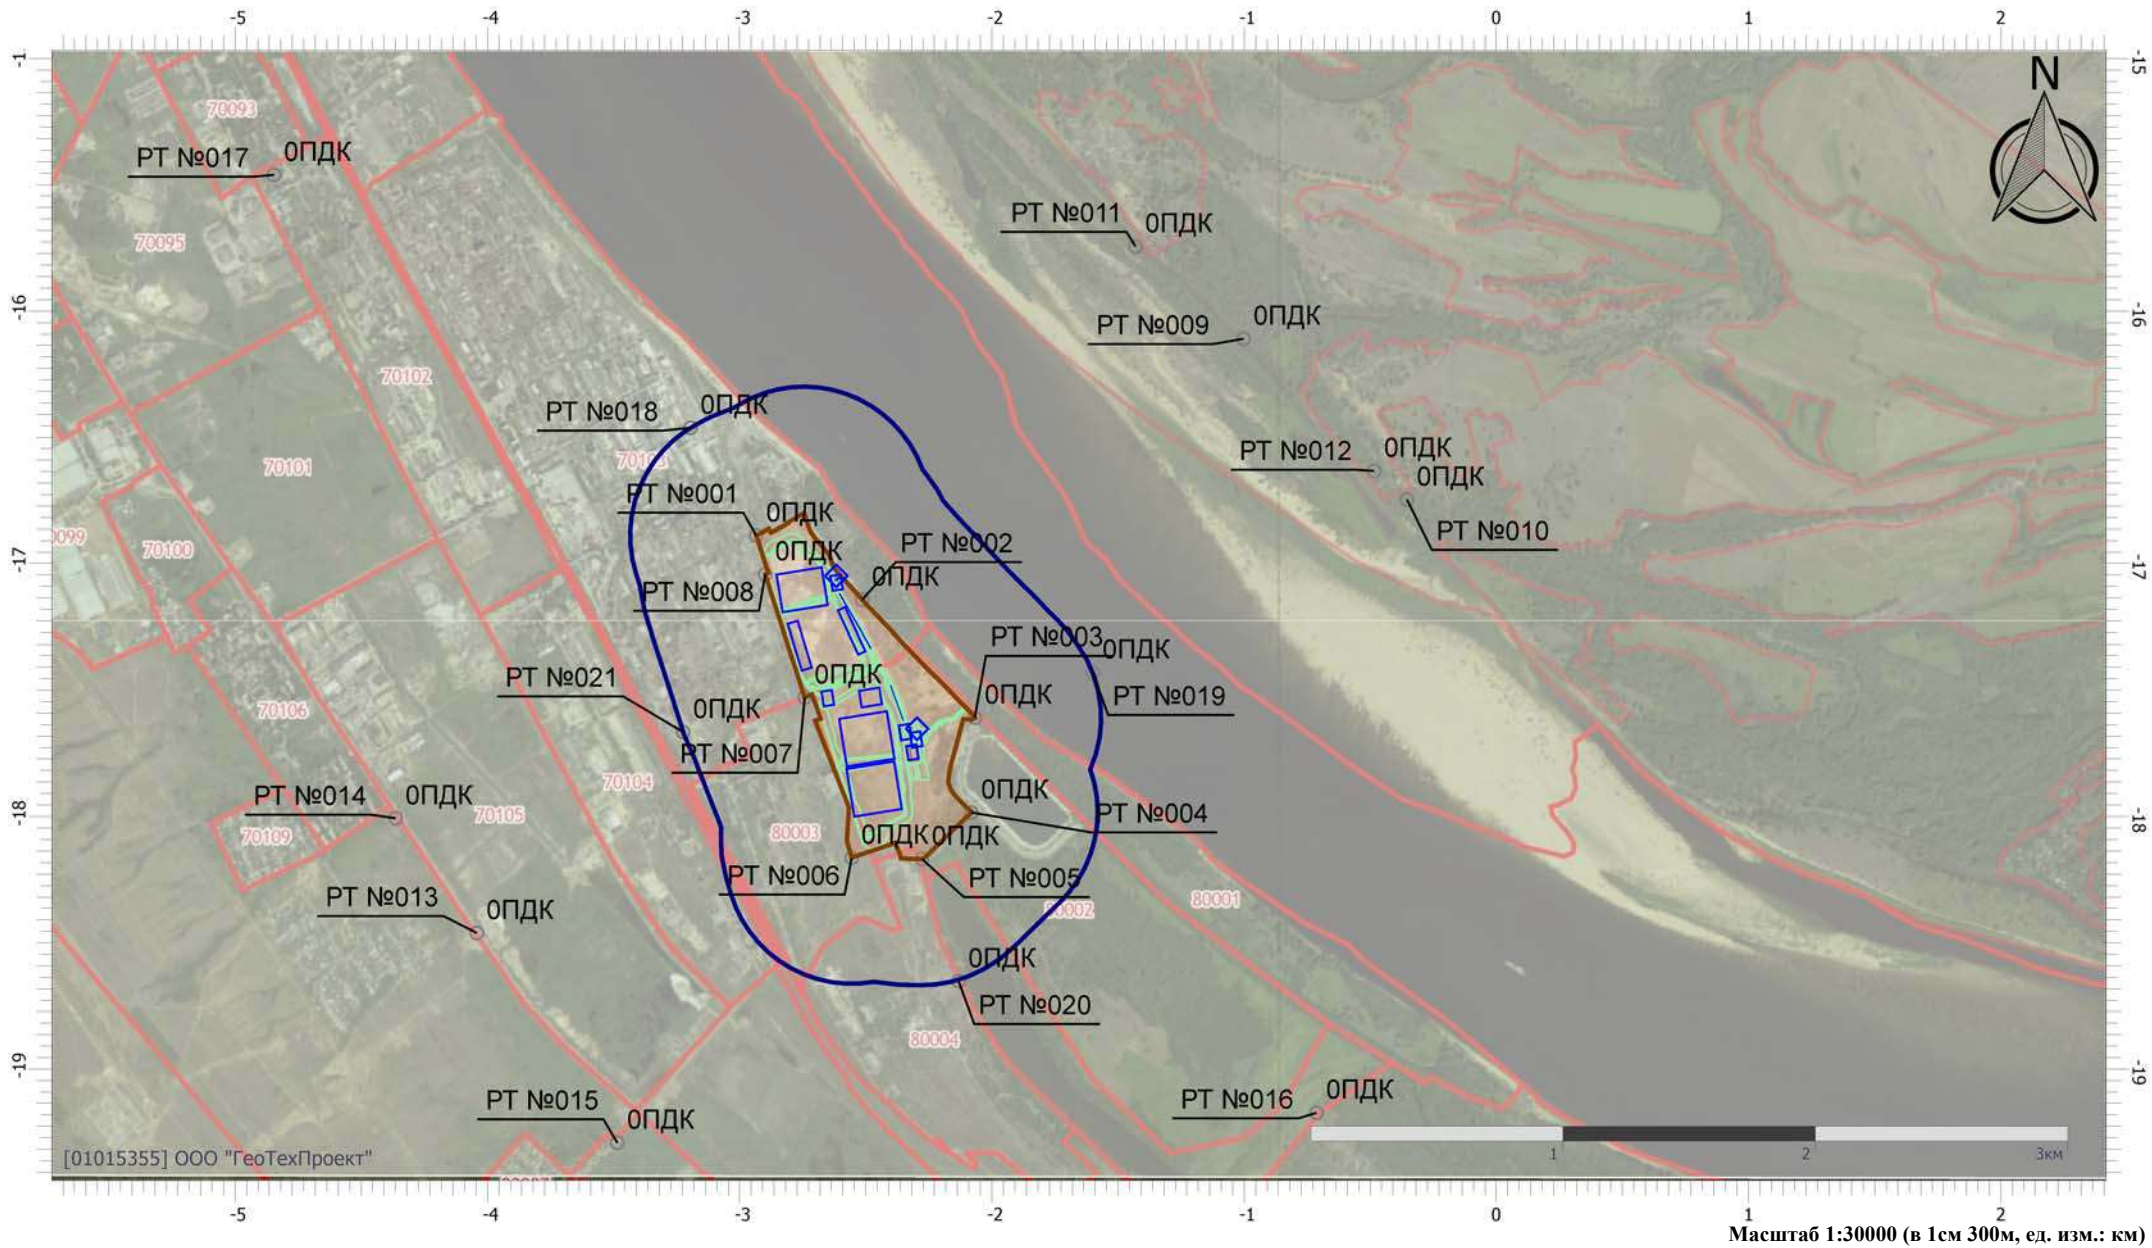 -5 -4 -3 -2 -1 0 1 2
-1
-15
N
70093
РТ №017 0ПДК
70095
РТ №011 0ПДК
-16
-16
РТ №009 0ПДК
70102
РТ №018 0ПДК
70101
РТ №012 0ПДК
0ПДК
РТ №010
РТ №001 0ПДК
70100
0099
-17
-17
0ПДК
РТ №002
0ПДК
РТ №008
РТ №003
0ПДК
РТ №021
0ПДК
0ПДК
РТ №019
70106
0ПДК
РТ №007
70104
РТ №014 0ПДК
70105
0ПДК
РТ №004
-18
-18
70109
80003
0ПДК
0ПДК
РТ №006
РТ №005
РТ №013 0ПДК
80002
80001
0ПДК
РТ №020
80004
-19
-19
РТ №015 0ПДК
РТ №016 0ПДК
1 2 3км
[01015355] ООО "ГеоТехПроект"
-5 -4 -3 -2 -1 0 1 2
Масштаб 1:30000 (в 1см 300м, ед. изм.: км)